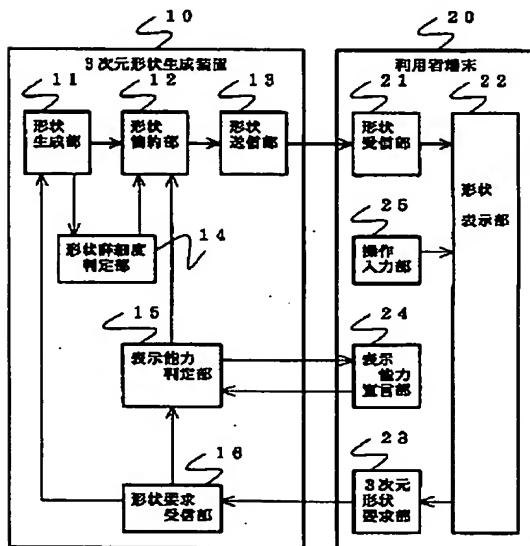 10
20
3次元形状生成装置
利用者端末
11
12
13
21
22
形状
生成部
形状
簡約部
形状
送信部
形状
受信部
形状
表示部
25
操作
入力部
形状詳細度
判定部
14
15
24
表示能力
判定部
表示
能力
宣言部
16
23
形状要求
受信部
3次元
形状
要求部